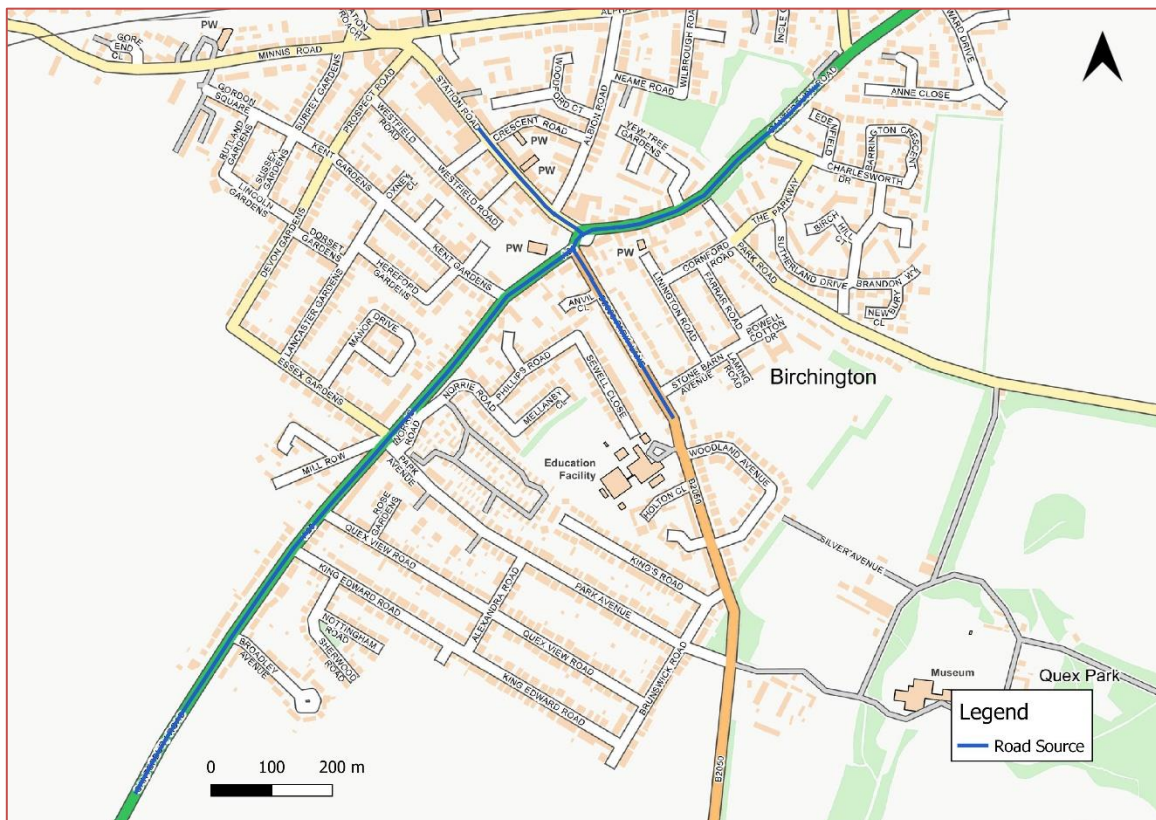 PW
GORE
END
CL
MINNIS ROAD
STATION ROAD
PROSPECT ROAD
WESTFIELD
ROAD
WESTFIELD ROAD
CRESCENT ROAD
PW
PW
WOODFORD CT
ALBION ROAD
NEAME ROAD
WILBROUGH ROAD
YEW TREE
GARDENS
ANNE CLOSE
EDENFIELD
BARRINGTON CRESCENT
CHARLESWORTH
DR
GORDON
SQUARE
SURREY GARDENS
RUTLAND
GARDENS
SUSSEX
GARDENS
LINCOLN
GARDENS
KENT GARDENS
DORSET
GARDENS
HEREFORD
GARDENS
KENT GARDENS
DEVON GARDENS
LANCASTER GARDENS
MANOR
DRIVE
ESSEX GARDENS
PW
PW
ANVIL
CL
LININGTON ROAD
CORNFORD
ROAD
FARRAR ROAD
ROWELL
COTTON
DR
LAMING
ROAD
STONE BARN
AVENUE
PARK ROAD
THE PARKWAY
BIRCH
HILL
CT
SUTHERLAND DRIVE
BRANDON WY
NEW
BURY
CL
Birchington
PHILLIPS ROAD
SEWELL CLOSE
NORRIE
ROAD
MELLANBY
CL
MILL ROW
PARK
AVENUE
Education
Facility
WOODLAND AVENUE
HOLTON CL
B2050
ROSE
GARDENS
QUEX VIEW ROAD
KING EDWARD ROAD
KING'S ROAD
PARK AVENUE
ALEXANDRA ROAD
QUEX VIEW ROAD
KING EDWARD ROAD
BRUNSWICK ROAD
NOTTINGHAM
ROAD
SHERWOOD
ROAD
BROADLEY
AVENUE
SILVER AVENUE
Museum
Quex Park
B2050
Legend
Road Source
0 100 200 m